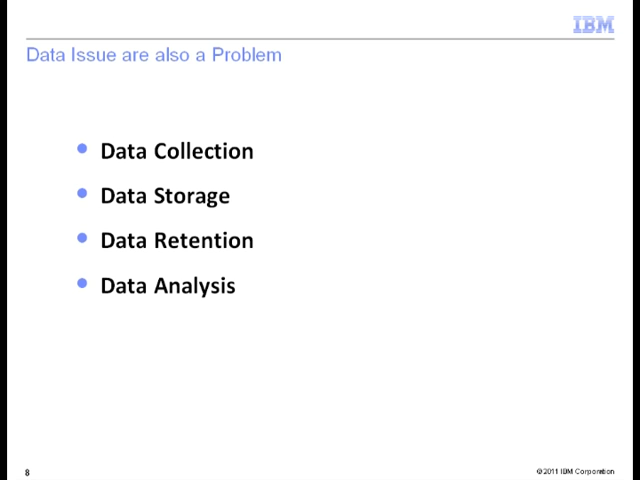 IBM
Data Issue are also a Problem
• Data Collection
• Data Storage
• Data Retention
• Data Analysis
8
© 2011 IBM Corporation